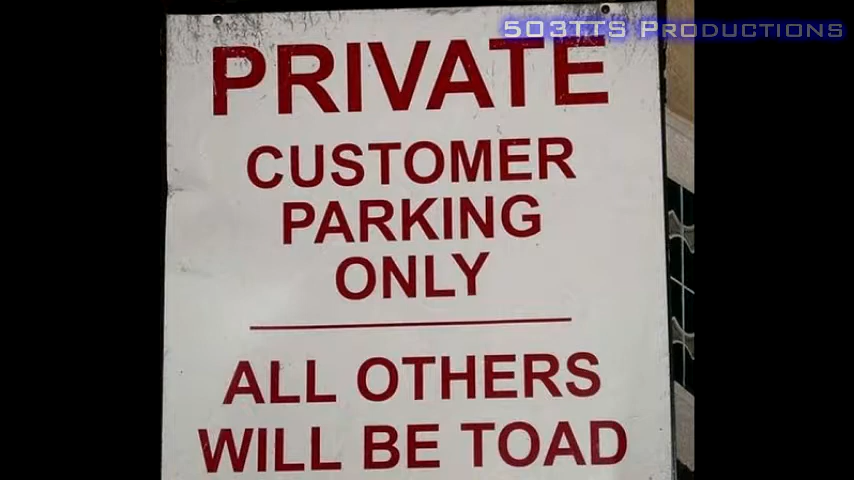 503TTS PRODUCTIONS
PRIVATE
CUSTOMER
PARKING
ONLY
ALL OTHERS
WILL BE TOAD